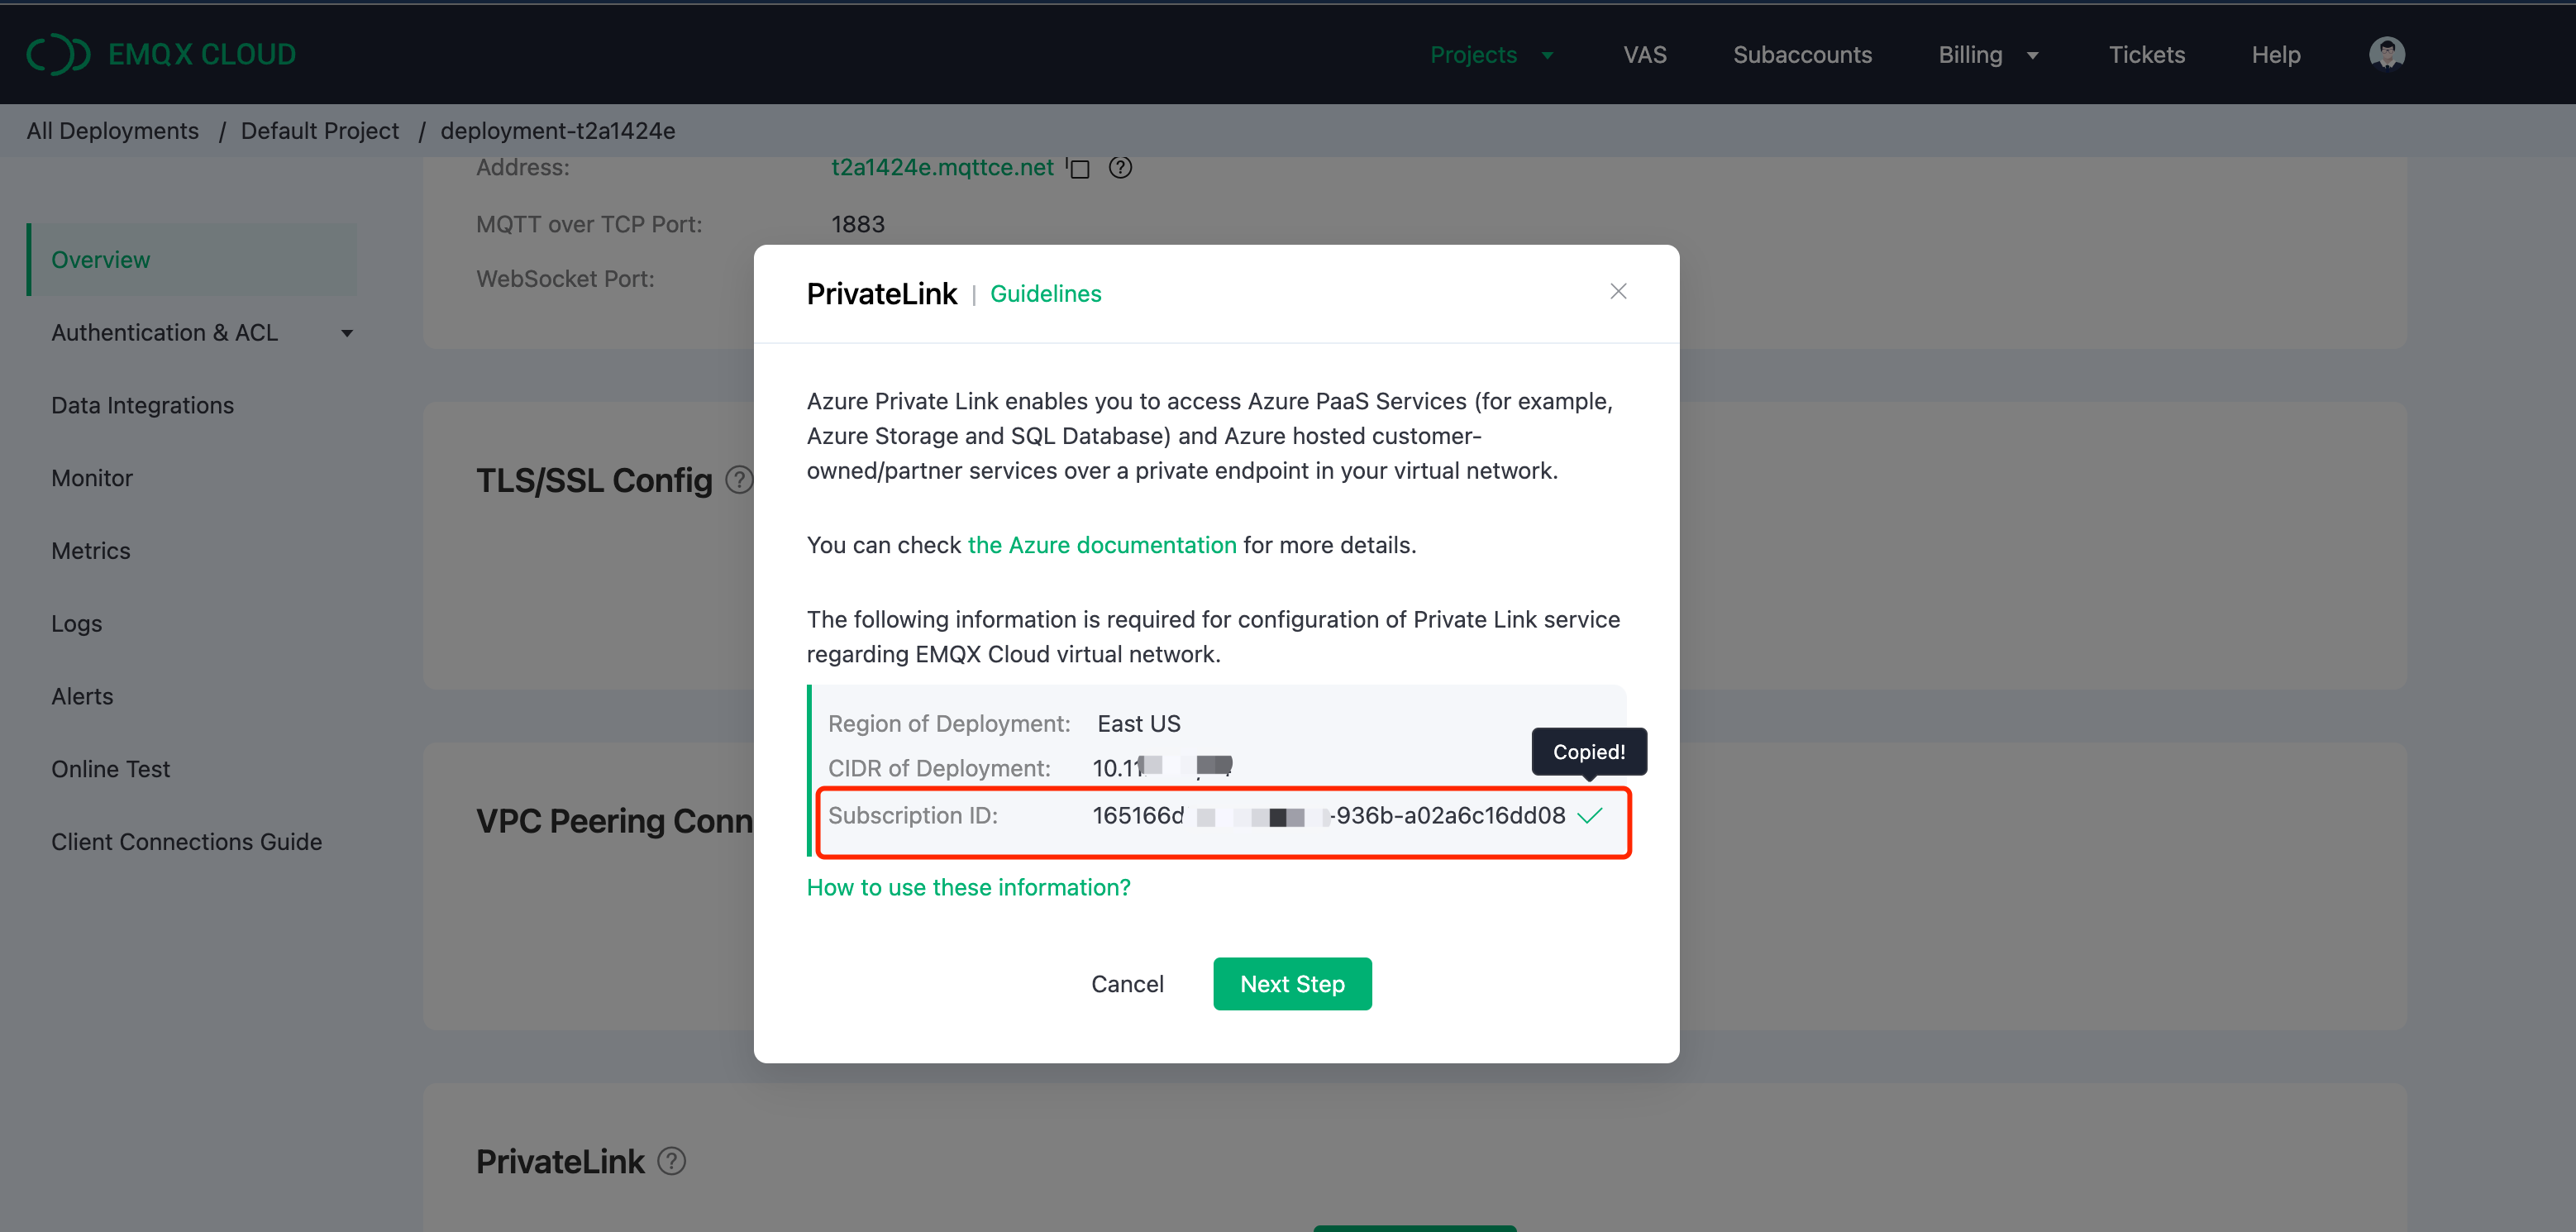 EMQX CLOUD
Projects VAS Subaccounts Billing Tickets Help
All Deployments / Default Project / deployment-t2a1424e
Address: t2a1424e.mqttce.net
MQTT over TCP Port: 1883
WebSocket Port:
Overview
Authentication & ACL
Data Integrations
Monitor
Metrics
Logs
Alerts
Online Test
Client Connections Guide
TLS/SSL Config
VPC Peering Conn
PrivateLink
PrivateLink | Guidelines
Azure Private Link enables you to access Azure PaaS Services (for example,
Azure Storage and SQL Database) and Azure hosted customer-
owned/partner services over a private endpoint in your virtual network.
You can check the Azure documentation for more details.
The following information is required for configuration of Private Link service
regarding EMQX Cloud virtual network.
Region of Deployment: East US
Copied!
CIDR of Deployment: 10.11
Subscription ID: 165166d -936b-a02a6c16dd08
How to use these information?
Cancel Next Step